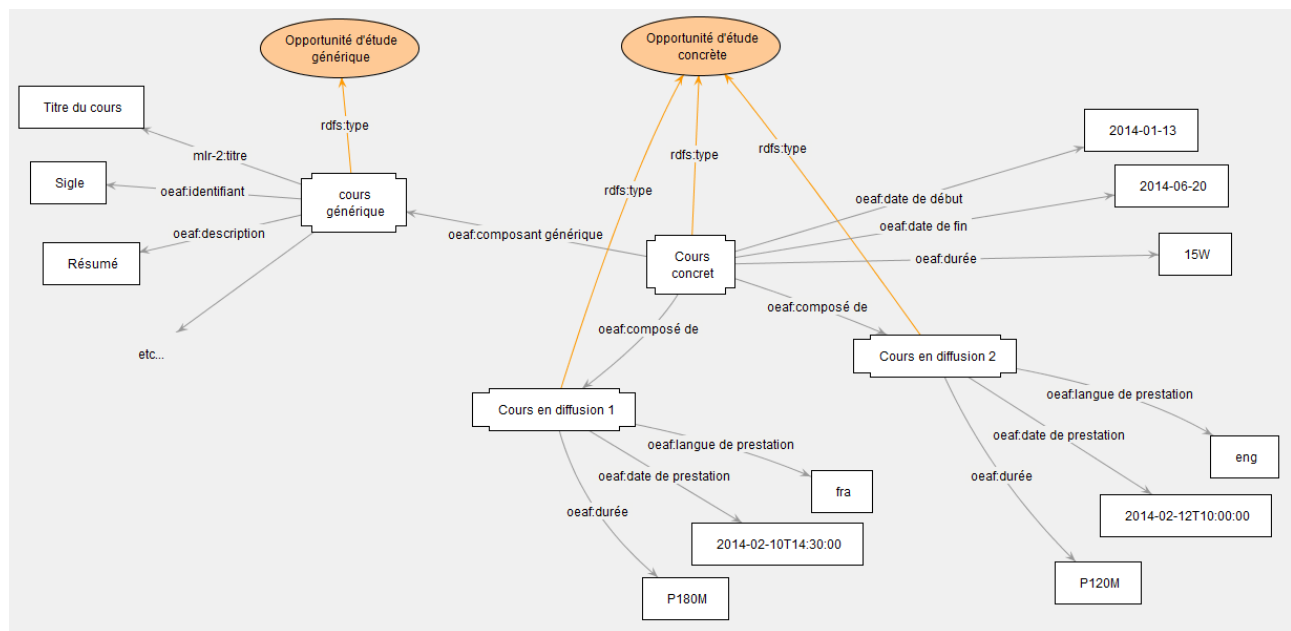 Opportunité d'étude
générique
Opportunité d'étude
concrète
Titre du cours
rdfs:type
2014-01-13
mlr-2:titre
rdfs:type
rdfs:type
Sigle
oeaf:identifiant
cours
générique
rdfs:type
oeaf:date de début
2014-06-20
oeaf:description
oeaf:composant générique
oeaf:date de fin
Résumé
Cours
concret
oeaf:durée
15W
oeaf:composé de
oeaf:composé de
etc...
Cours en diffusion 2
Cours en diffusion 1
oeaf:langue de prestation
oeaf:langue de prestation
oeaf:date de prestation
eng
oeaf:date de prestation
oeaf:durée
fra
oeaf:durée
2014-02-12T10:00:00
2014-02-10T14:30:00
P120M
P180M